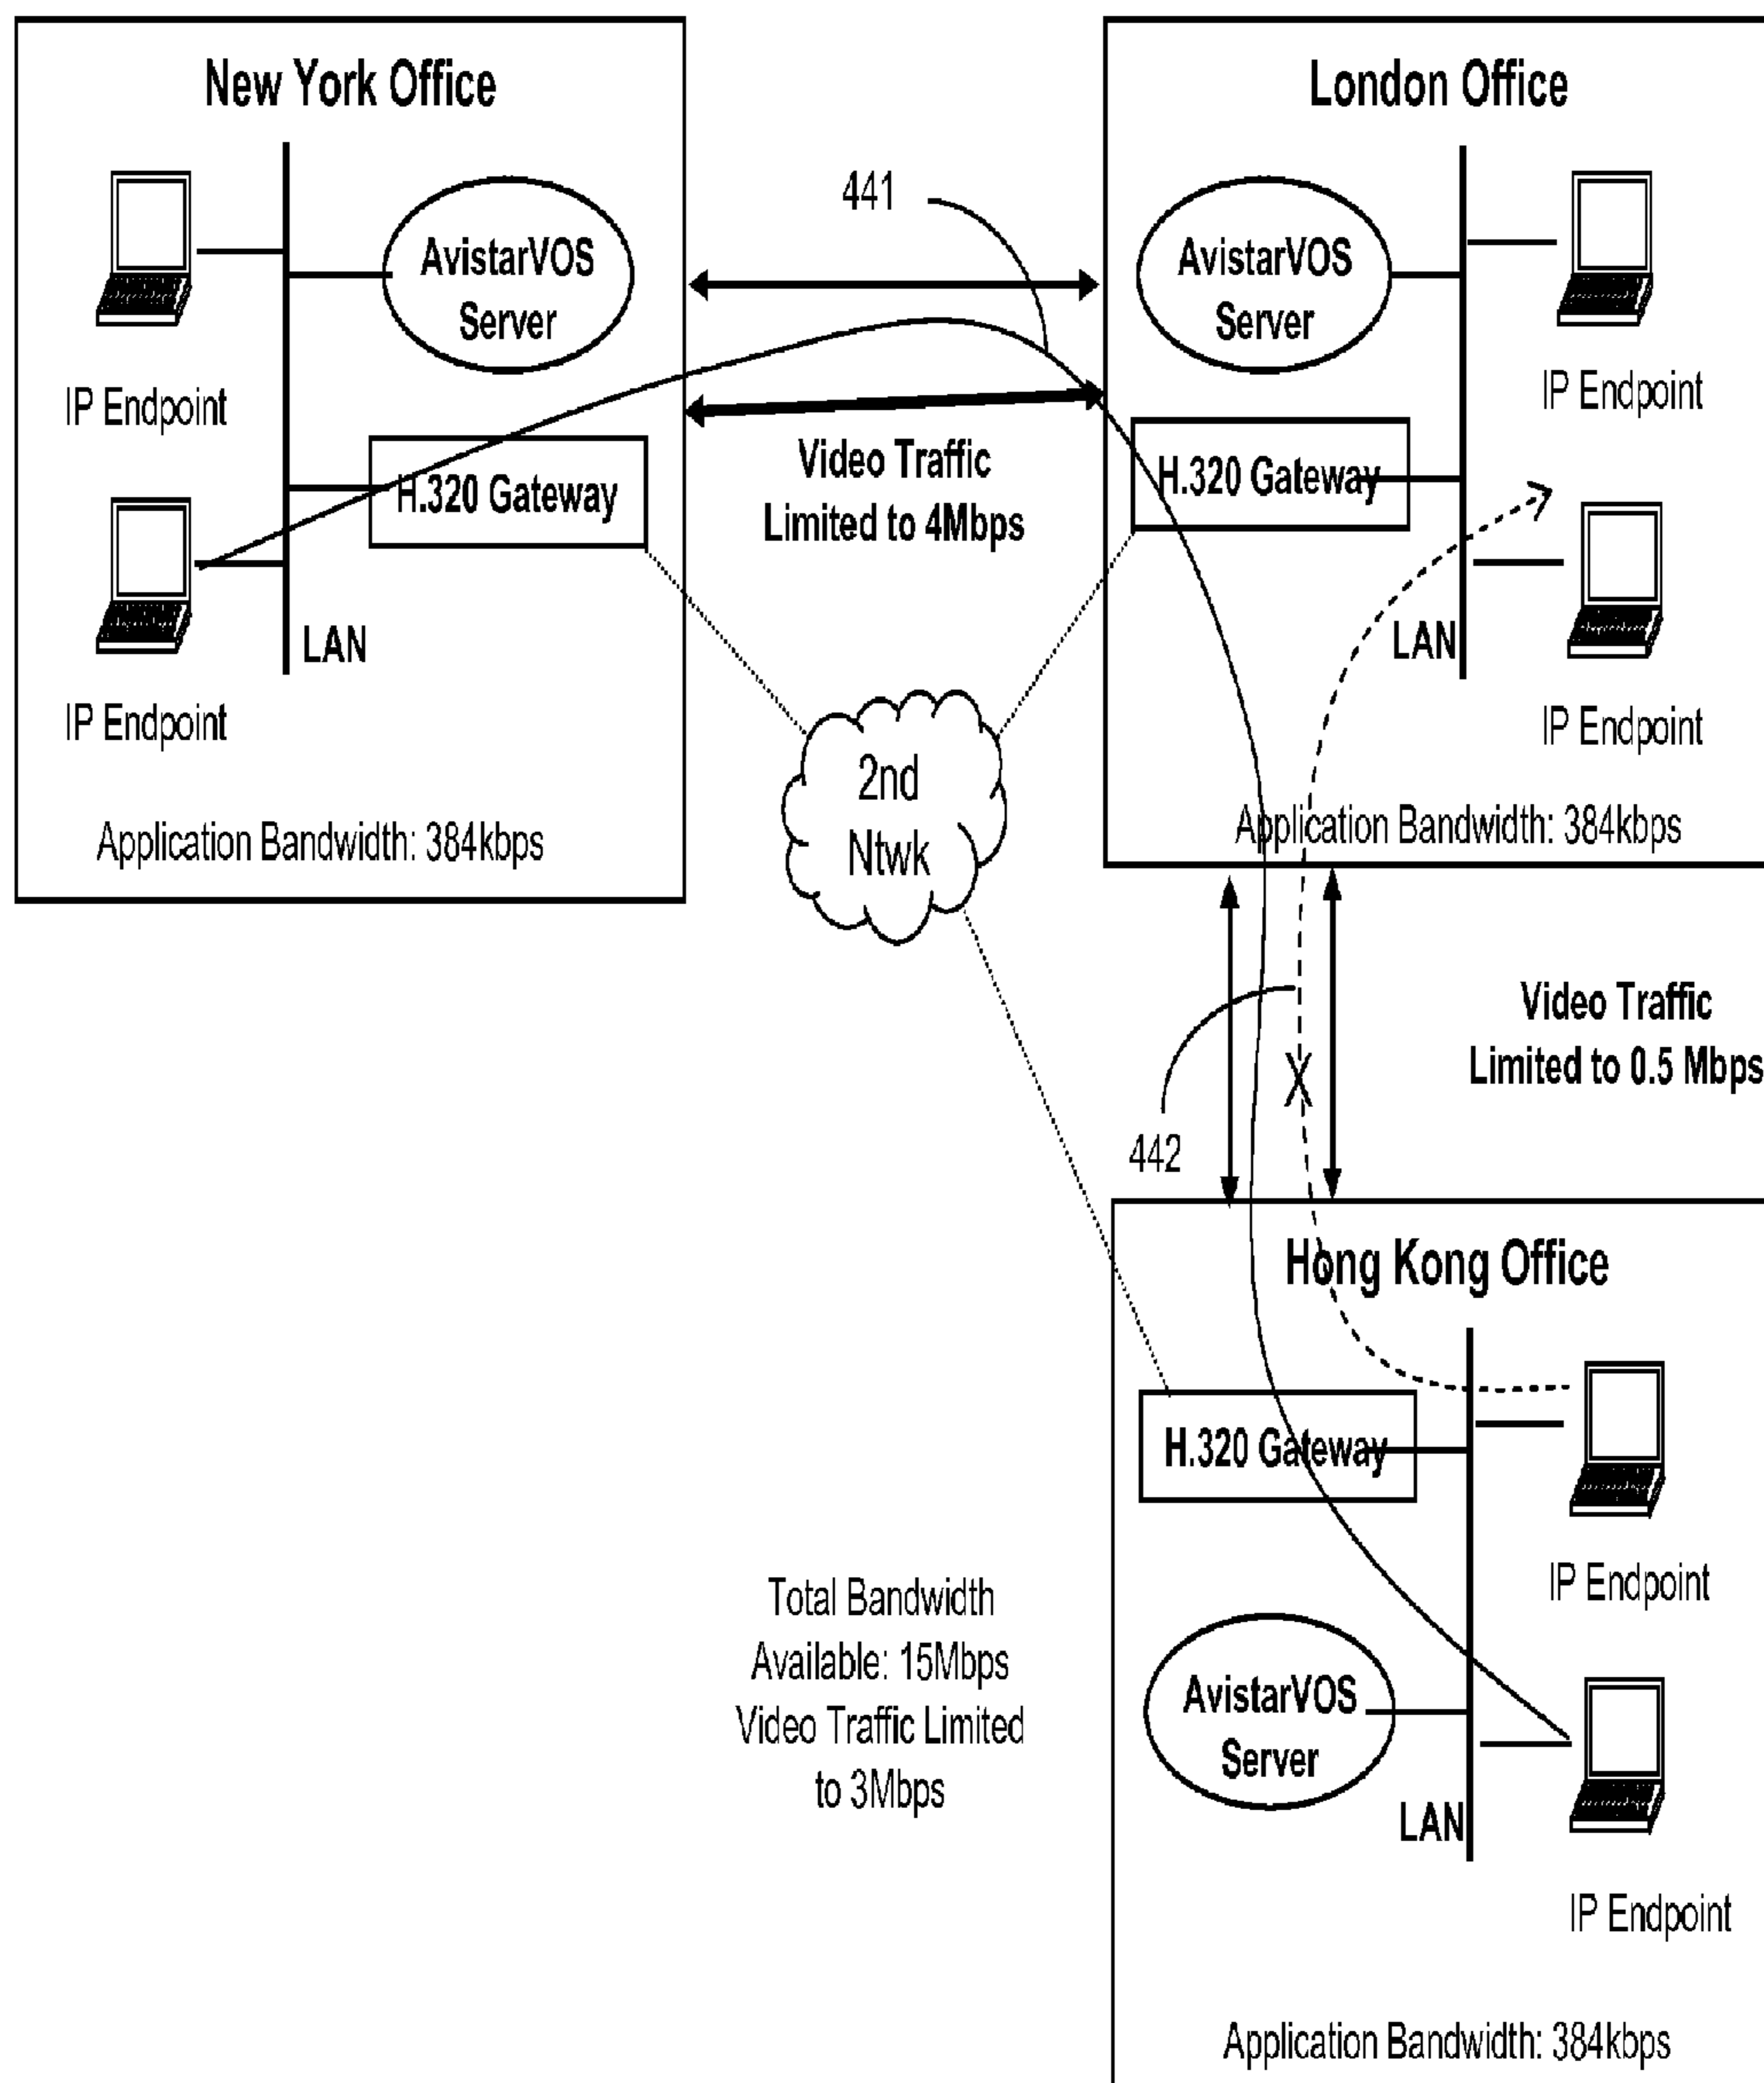 New York Office
AvistarVOS
Server
IP Endpoint
H.320 Gateway
LAN
IP Endpoint
Application Bandwidth: 384kbps
441
Video Traffic
Limited to 4Mbps
London Office
AvistarVOS
Server
IP Endpoint
H.320 Gateway
LAN
IP Endpoint
Application Bandwidth: 384kbps
2nd
Ntwk
Video Traffic
Limited to 0.5 Mbps
X
442
Hong Kong Office
H.320 Gateway
IP Endpoint
AvistarVOS
Server
LAN
IP Endpoint
Application Bandwidth: 384kbps
Total Bandwidth
Available: 15Mbps
Video Traffic Limited
to 3Mbps